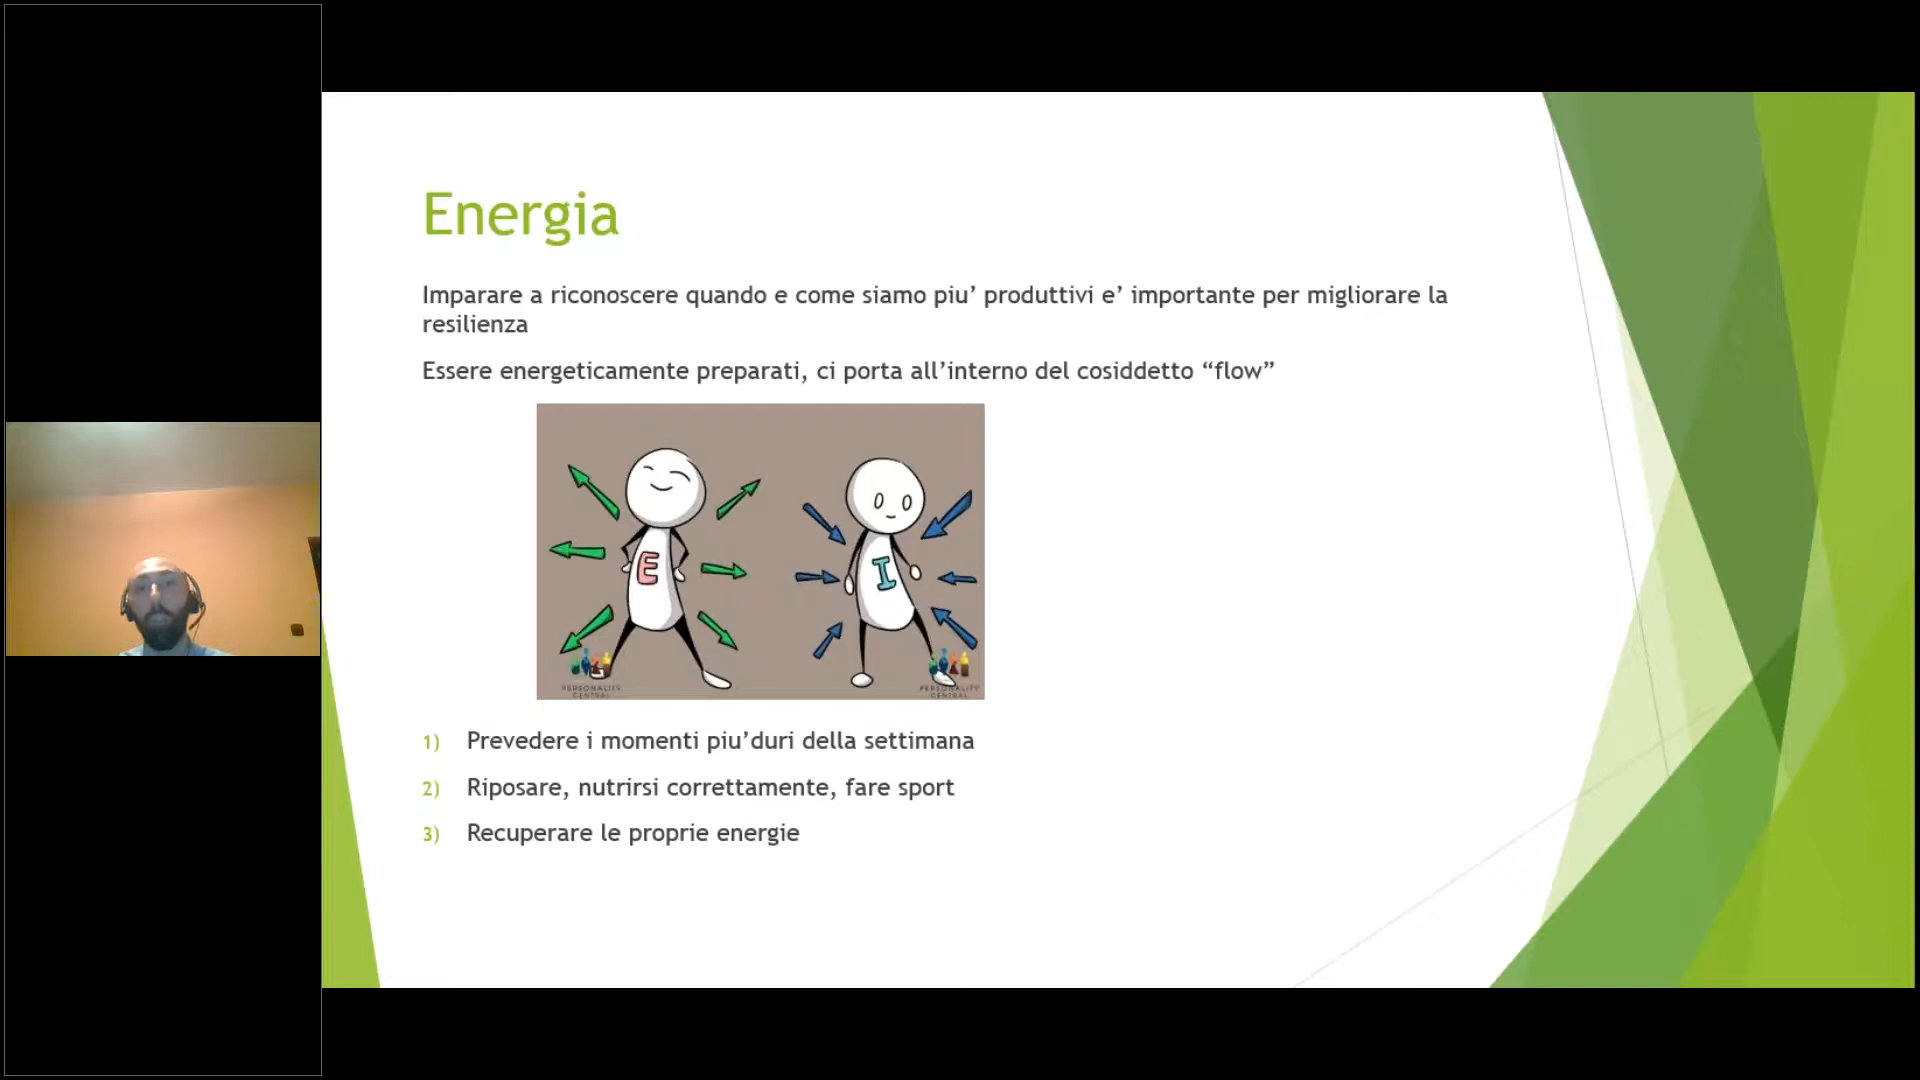 Energia
Imparare a riconoscere quando e come siamo piu’ produttivi e’ importante per migliorare la
resilienza
Essere energeticamente preparati, ci porta all’interno del cosiddetto “flow”
E
I
PERSONALITY
CENTRAL
PERSONALITY
CENTRAL
1) Prevedere i momenti piu’duri della settimana
2) Riposare, nutrirsi correttamente, fare sport
3) Recuperare le proprie energie